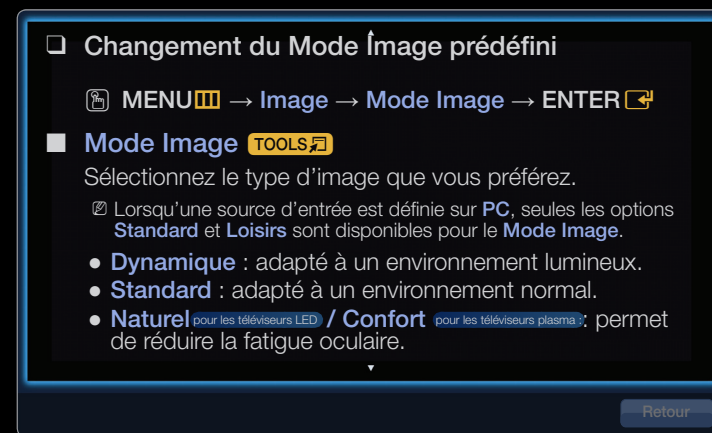 ❏ Changement du Mode Image prédéfini
MENU → Image → Mode Image → ENTER
■ Mode Image TOOLS
Sélectionnez le type d'image que vous préférez.
Lorsqu'une source d'entrée est définie sur PC, seules les options
Standard et Loisirs sont disponibles pour le Mode Image.
● Dynamique : adapté à un environnement lumineux.
● Standard : adapté à un environnement normal.
● Naturel pour les téléviseurs LED / Confort pour les téléviseurs plasma : : permet
de réduire la fatigue oculaire.
Retour